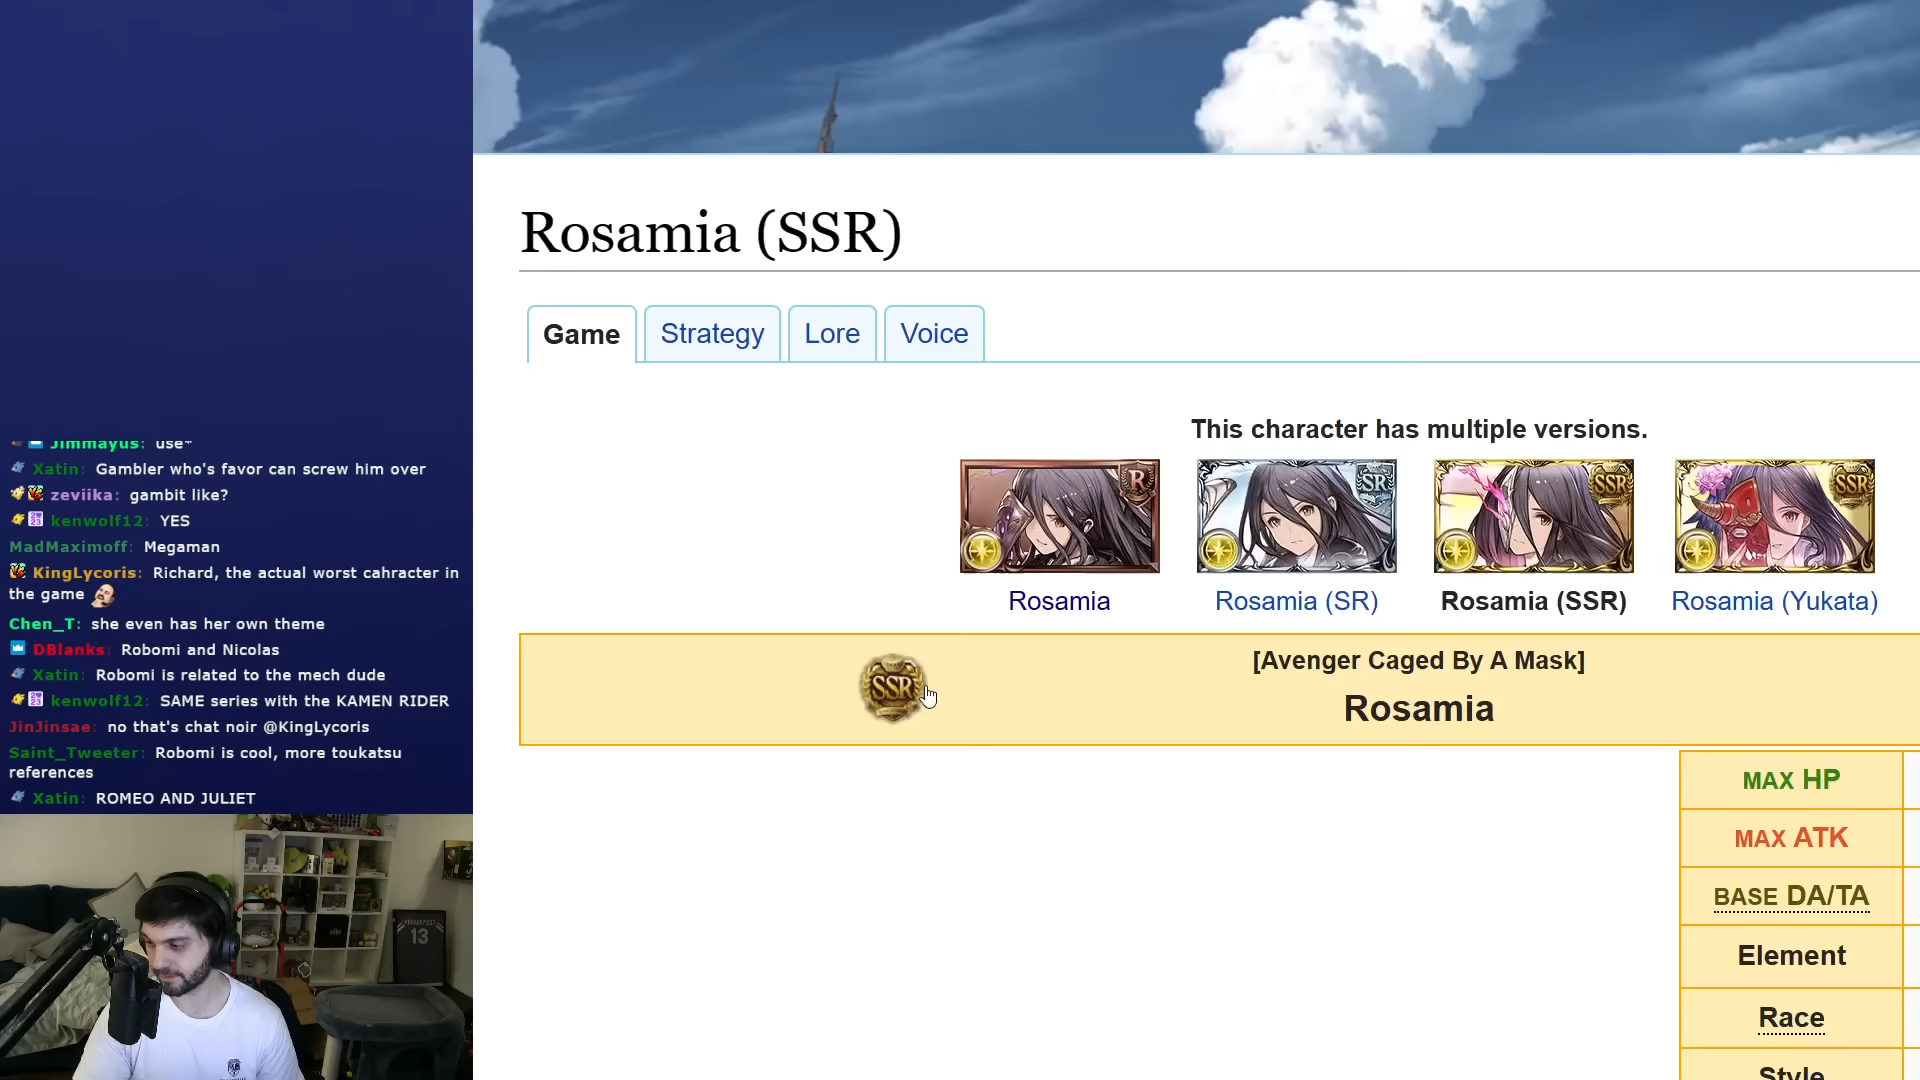 Jimmayus: use*
Xatin: Gambler who's favor can screw him over
zeviika: gambit like?
kenwolf12: YES
MadMaximoff: Megaman
KingLycoris: Richard, the actual worst cahracter in
the game
Chen_T: she even has her own theme
DBlanks: Robomi and Nicolas
Xatin: Robomi is related to the mech dude
kenwolf12: SAME series with the KAMEN RIDER
JinJinsae: no that's chat noir @KingLycoris
Saint_Tweeter: Robomi is cool, more toukatsu
references
Xatin: ROMEO AND JULIET
13
Rosamia (SSR)
Game Strategy Lore Voice
This character has multiple versions.
R SR SSR SSR
Rosamia Rosamia (SR) Rosamia (SSR) Rosamia (Yukata)
SSR
[Avenger Caged By A Mask]
Rosamia
MAX HP
MAX ATK
BASE DA/TA
Element
Race
Style